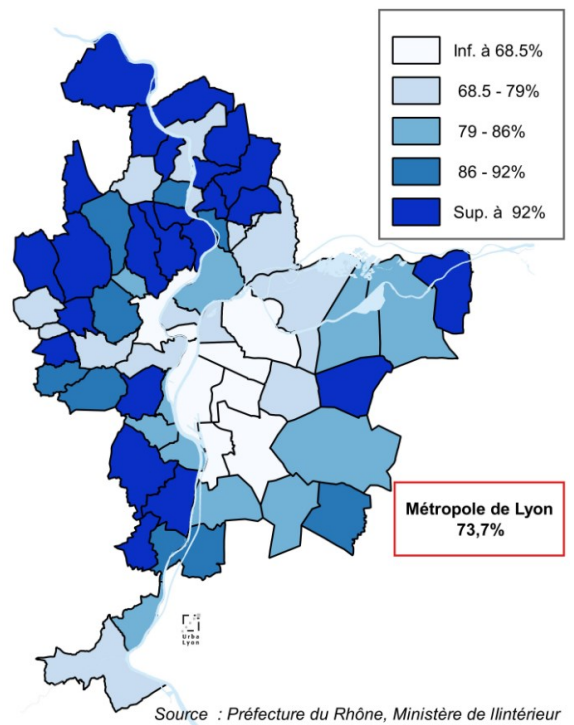 Inf. à 68.5%
68.5 - 79%
79 - 86%
86 - 92%
Sup. à 92%
Métropole de Lyon
73,7%
Urba
Lyon
Source : Préfecture du Rhône, Ministère de Ilintérieur